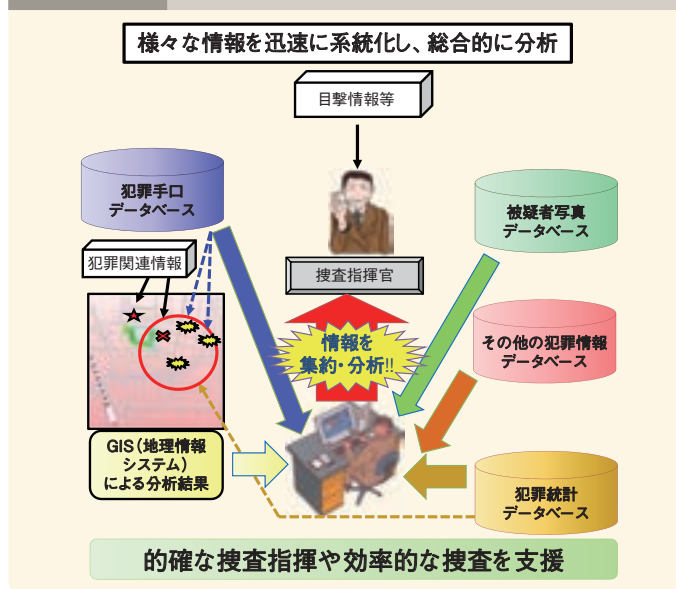 様々な情報を迅速に系統化し、総合的に分析
目撃情報等
犯罪手口
データベース
被疑者写真
データベース
犯罪関連情報
捜査指揮官
情報を
集約・分析!!
その他の犯罪情報
データベース
GIS(地理情報
システム)
による分析結果
犯罪統計
データベース
的確な捜査指揮や効率的な捜査を支援